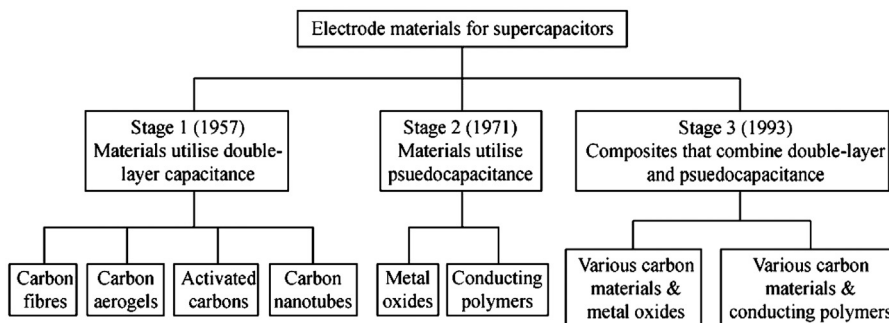 Electrode materials for supercapacitors
Stage 1 (1957)
Materials utilise double-
layer capacitance
Stage 2 (1971)
Materials utilise
psuedocapacitance
Stage 3 (1993)
Composites that combine double-layer
and psuedocapacitance
Carbon
fibres
Carbon
aerogels
Activated
carbons
Carbon
nanotubes
Metal
oxides
Conducting
polymers
Various carbon
materials &
metal oxides
Various carbon
materials &
conducting polymers